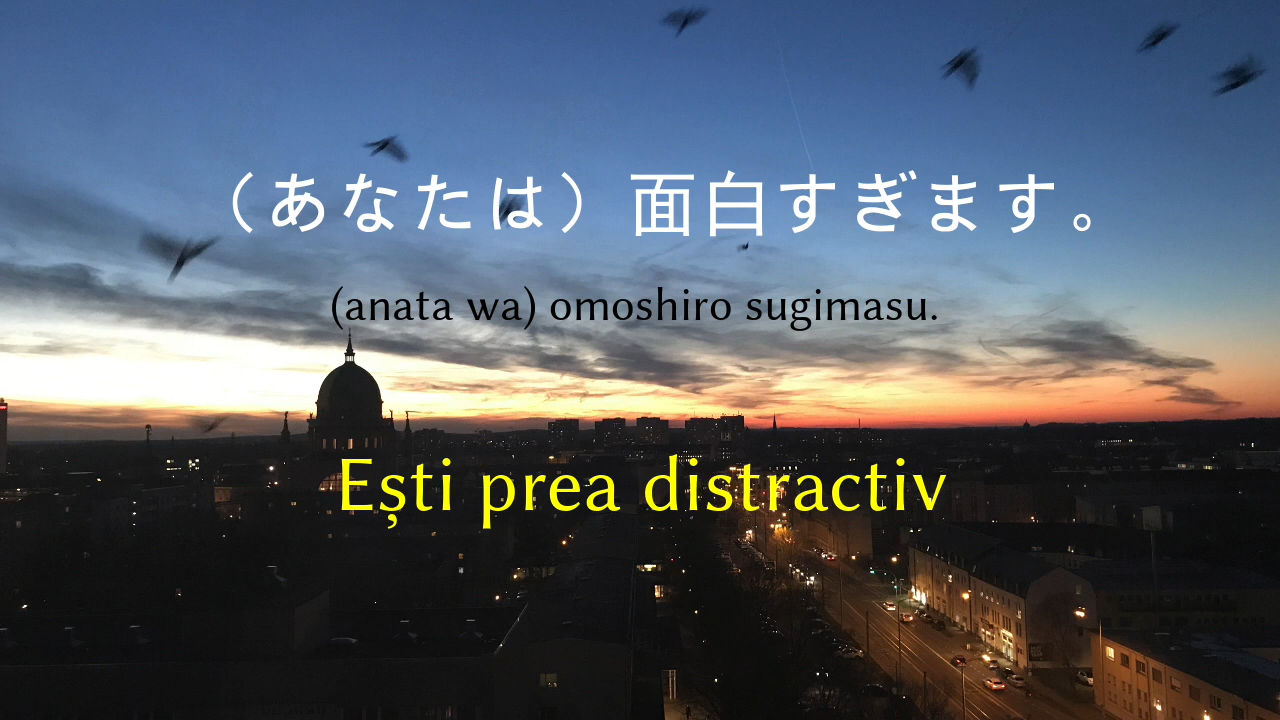 （あなたは）面白すぎます。
(anata wa) omoshiro sugimasu.
Ești prea distractiv